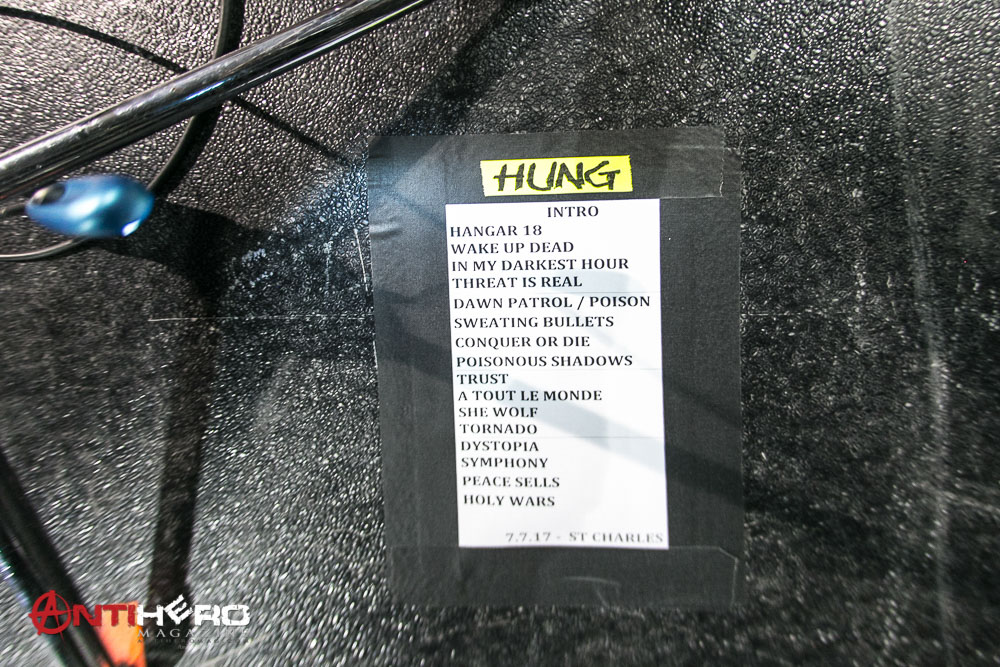 HUNG
INTRO
HANGAR 18
WAKE UP DEAD
IN MY DARKEST HOUR
THREAT IS REAL
DAWN PATROL / POISON
SWEATING BULLETS
CONQUER OR DIE
POISONOUS SHADOWS
TRUST
A TOUT LE MONDE
SHE WOLF
TORNADO
DYSTOPIA
SYMPHONY
PEACE SELLS
HOLY WARS
7.7.17 - ST CHARLES
ANTIHERO
MAGAZINE